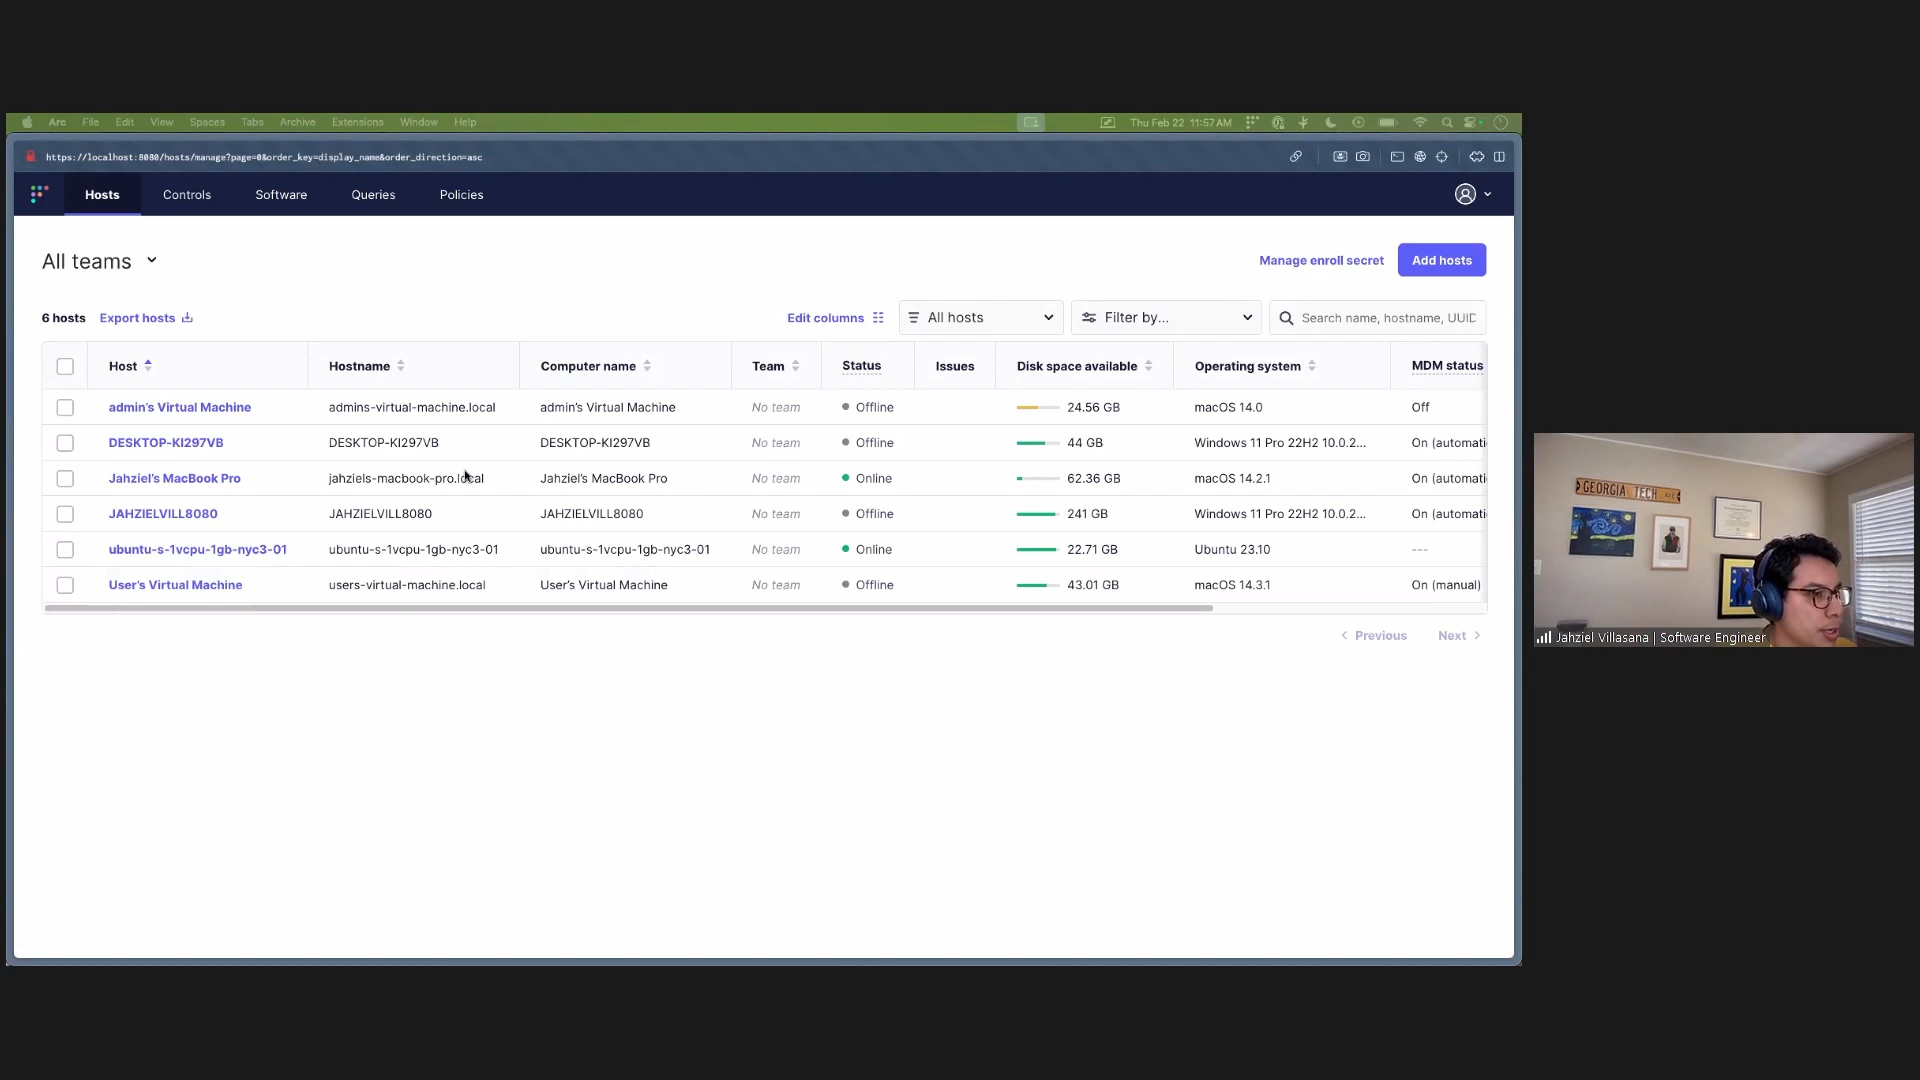 Arc File Edit View Spaces Tabs Archive Extensions Window Help Thu Feb 22 11:57 AM
https://localhost:8080/hosts/manage?page=0&order_key=display_name&order_direction=asc
Hosts Controls Software Queries Policies
All teams Manage enroll secret Add hosts
6 hosts Export hosts Edit columns All hosts Filter by... Search name, hostname, UUID
Host Hostname Computer name Team Status Issues Disk space available Operating system MDM status
admin's Virtual Machine admins-virtual-machine.local admin's Virtual Machine No team Offline 24.56 GB macOS 14.0 Off
DESKTOP-KI297VB DESKTOP-KI297VB DESKTOP-KI297VB No team Offline 44 GB Windows 11 Pro 22H2 10.0.2... On (automati
Jahziel's MacBook Pro jahziels-macbook-pro.local Jahziel's MacBook Pro No team Online 62.36 GB macOS 14.2.1 On (automati
JAHZIELVILL8080 JAHZIELVILL8080 JAHZIELVILL8080 No team Offline 241 GB Windows 11 Pro 22H2 10.0.2... On (automati
ubuntu-s-1vcpu-1gb-nyc3-01 ubuntu-s-1vcpu-1gb-nyc3-01 ubuntu-s-1vcpu-1gb-nyc3-01 No team Online 22.71 GB Ubuntu 23.10 ---
User's Virtual Machine users-virtual-machine.local User's Virtual Machine No team Offline 43.01 GB macOS 14.3.1 On (manual)
Previous Next
GEORGIA TECH
Jahziel Villasana | Software Engineer